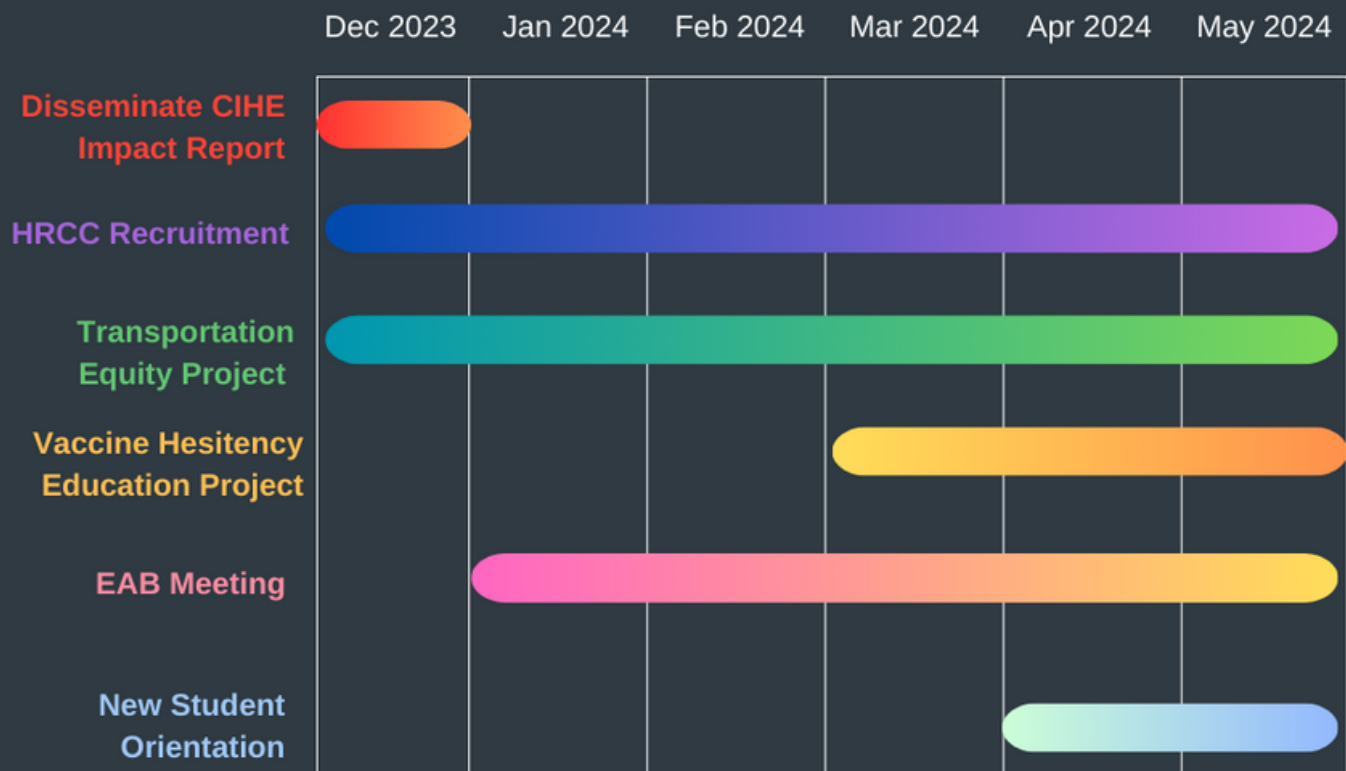 Dec 2023 Jan 2024 Feb 2024 Mar 2024 Apr 2024 May 2024
Disseminate CIHE
Impact Report
HRCC Recruitment
Transportation
Equity Project
Vaccine Hesitency
Education Project
EAB Meeting
New Student
Orientation